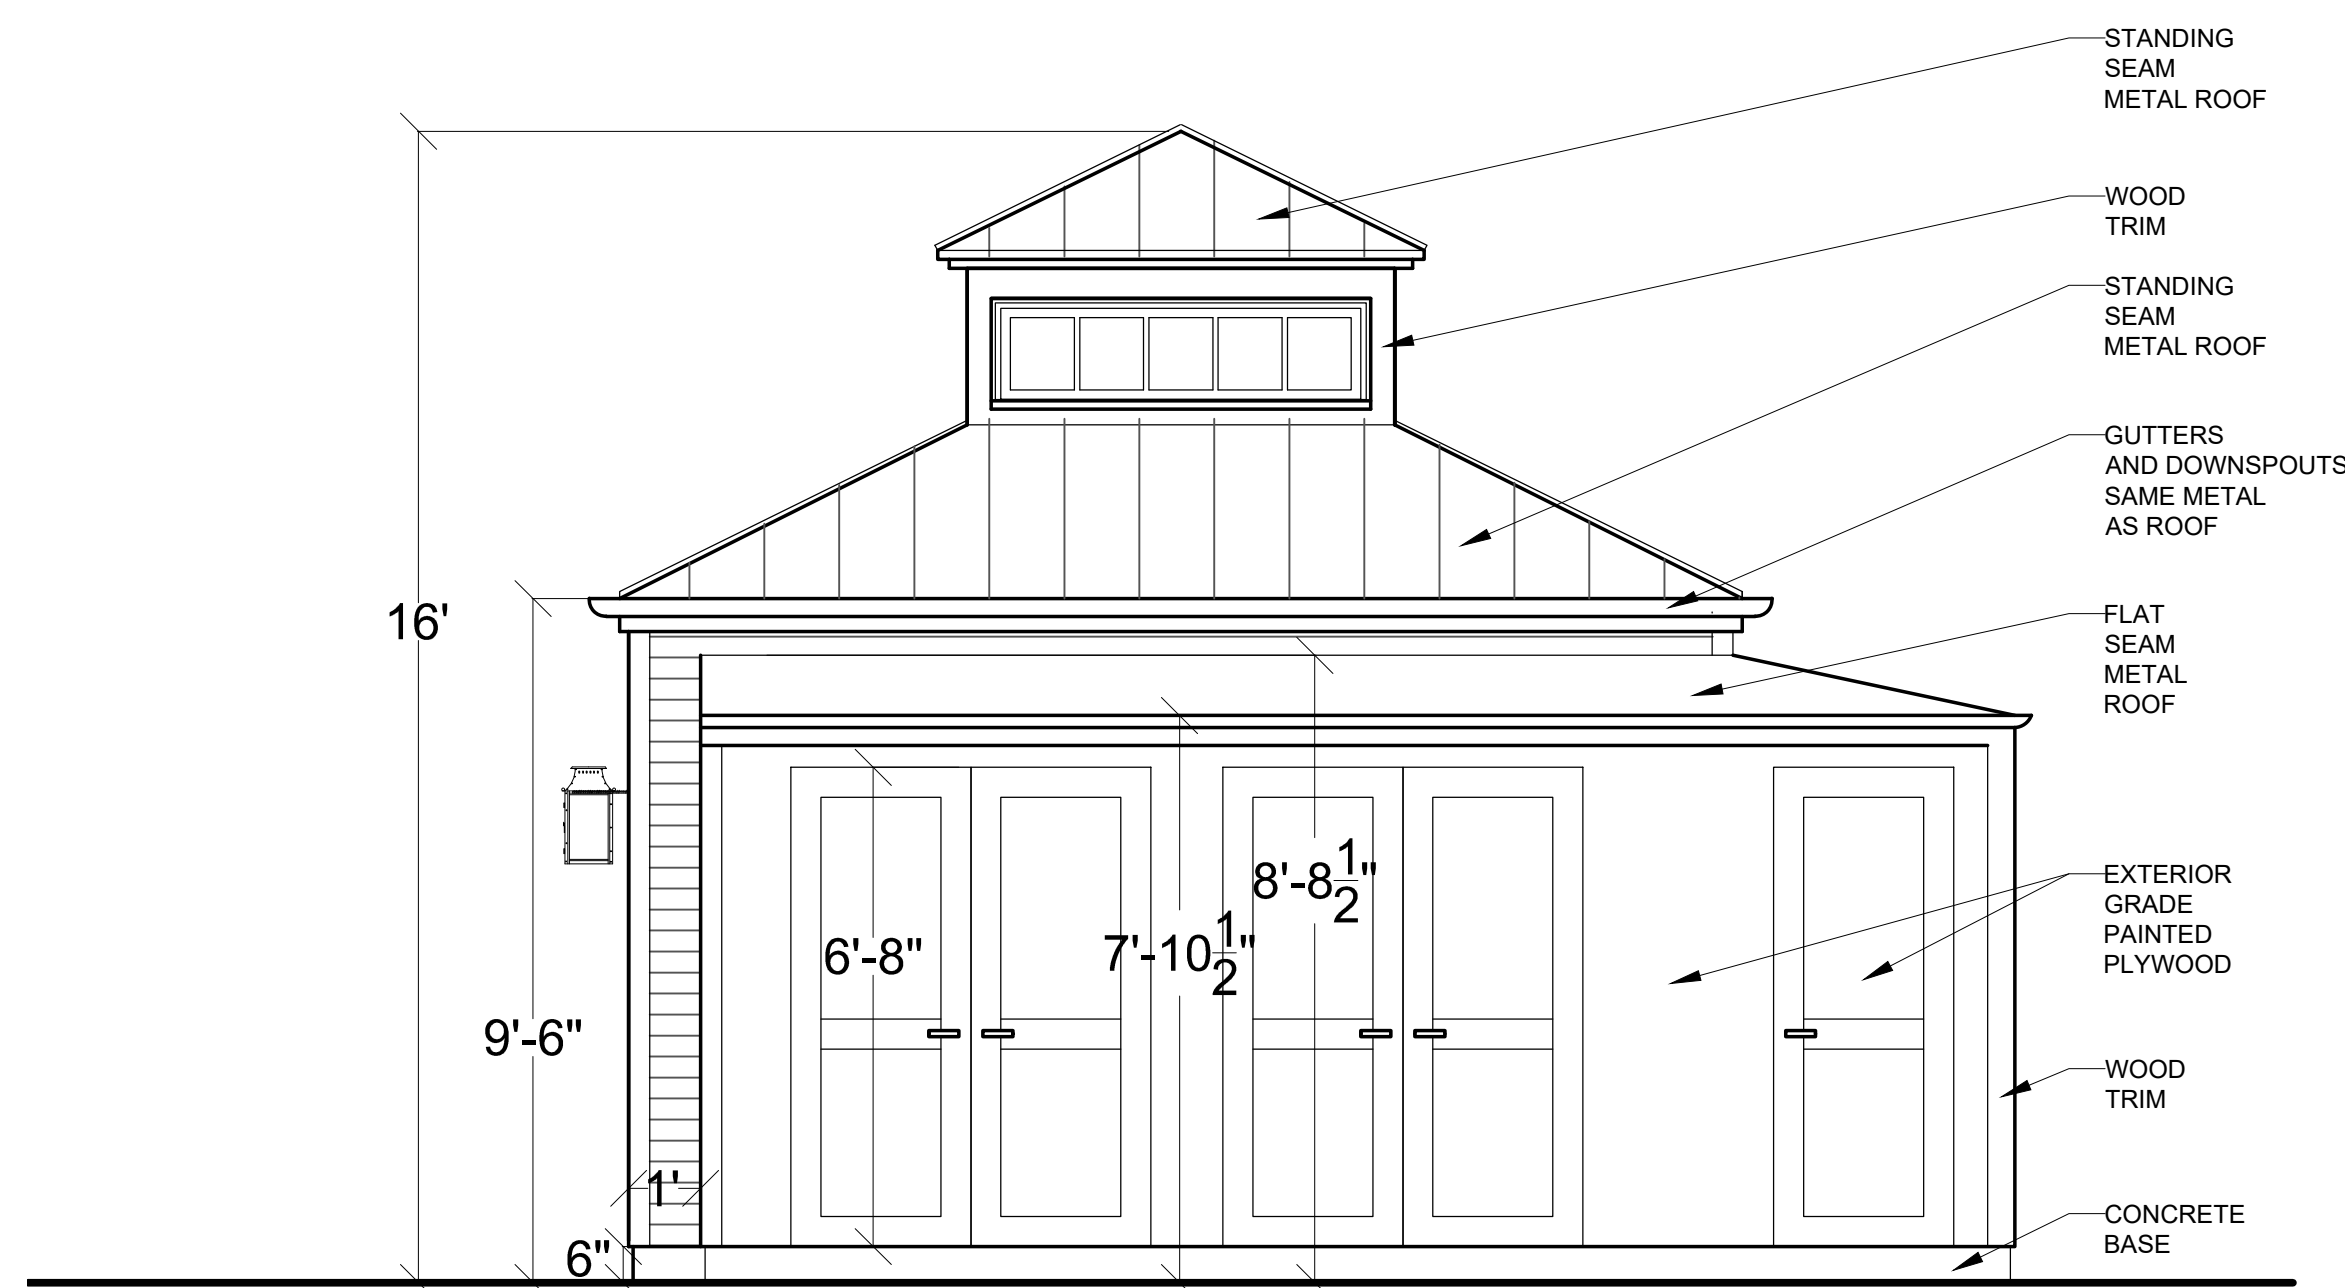 STANDING
SEAM
METAL ROOF
WOOD
TRIM
STANDING
SEAM
METAL ROOF
GUTTERS
AND DOWNSPOUTS
SAME METAL
AS ROOF
FLAT
SEAM
METAL
ROOF
EXTERIOR
GRADE
PAINTED
PLYWOOD
WOOD
TRIM
CONCRETE
BASE
16'
9'-6"
6'-8"
7'-10 1/2"
8'-8 1/2"
1'
6"